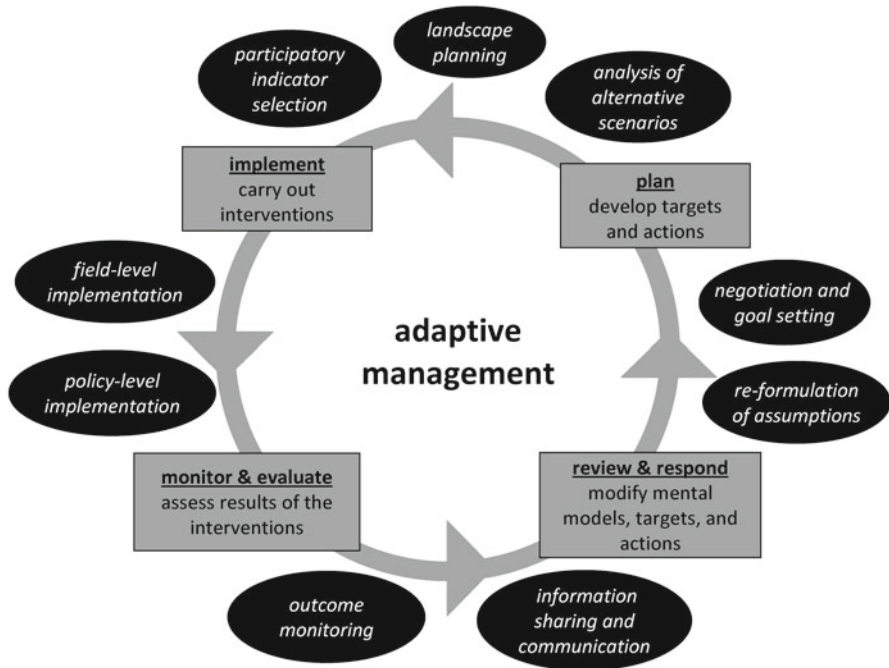 landscape
planning
participatory
indicator
selection
analysis of
alternative
scenarios
implement
carry out
interventions
plan
develop targets
and actions
field-level
implementation
negotiation and
goal setting
adaptive
management
policy-level
implementation
re-formulation
of assumptions
monitor & evaluate
assess results of the
interventions
review & respond
modify mental
models, targets, and
actions
outcome
monitoring
information
sharing and
communication